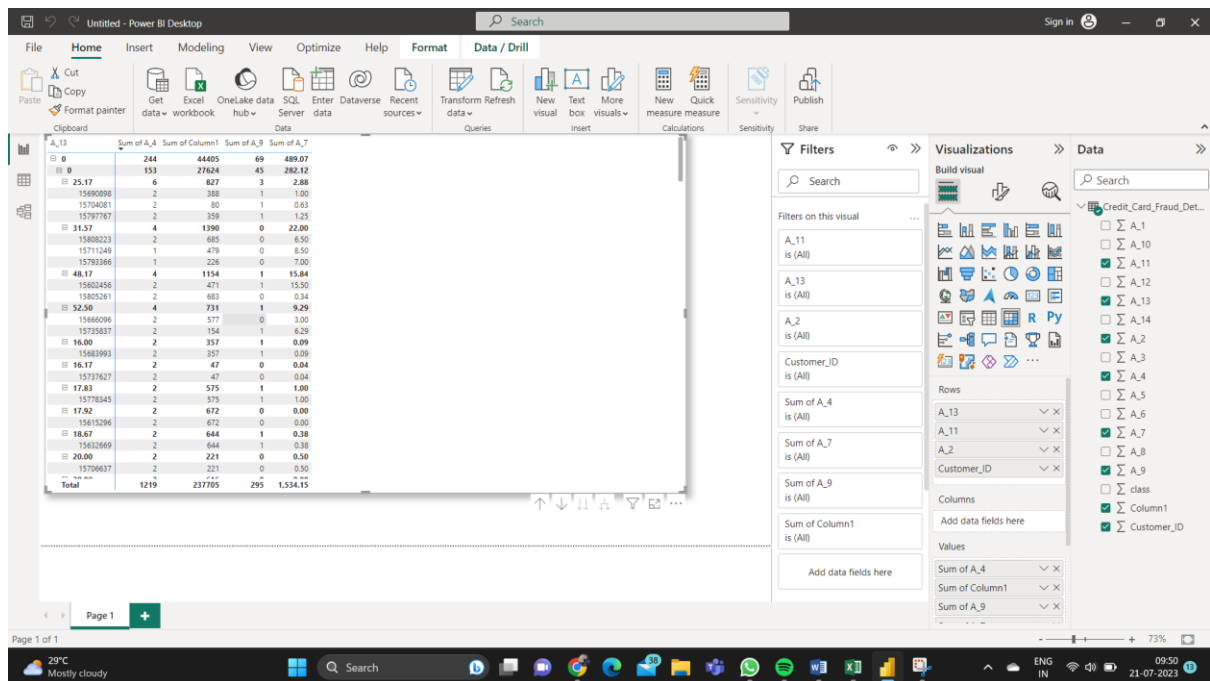 Untitled - Power BI Desktop
Search
Sign in
File Home Insert Modeling View Optimize Help Format Data / Drill
Paste
Cut
Copy
Format painter
Clipboard
Get data
Excel workbook
OneLake data hub
SQL Server
Enter data
Dataverse
Recent sources
Data
Transform data
Refresh
Queries
New visual
Text box
More visuals
Insert
New measure
Quick measure
Calculations
Sensitivity
Sensitivity
Publish
Share
A_13 Sum of A_4 Sum of Column1 Sum of A_9 Sum of A_7
0 244 44405 69 489.07
0 153 27624 45 282.12
25.17 6 827 3 2.88
15690898 2 388 1 1.00
15704081 2 80 1 0.63
15797767 2 359 1 1.25
31.57 4 1390 0 22.00
15808223 2 685 0 6.50
15711249 1 479 0 8.50
15793366 1 226 0 7.00
48.17 4 1154 1 15.84
15602456 2 471 1 15.50
15805261 2 683 0 0.34
52.50 4 731 1 9.29
15666096 2 577 0 3.00
15735837 2 154 1 6.29
16.00 2 357 1 0.09
15683993 2 357 1 0.09
16.17 2 47 0 0.04
15737627 2 47 0 0.04
17.83 2 575 1 1.00
15778345 2 575 1 1.00
17.92 2 672 0 0.00
15615296 2 672 0 0.00
18.67 2 644 1 0.38
15632669 2 644 1 0.38
20.00 2 221 0 0.50
15706637 2 221 0 0.50
Total 1219 237705 295 1,534.15
Filters
Search
Filters on this visual
A_11
is (All)
A_13
is (All)
A_2
is (All)
Customer_ID
is (All)
Sum of A_4
is (All)
Sum of A_7
is (All)
Sum of A_9
is (All)
Sum of Column1
is (All)
Add data fields here
Visualizations
Build visual
R Py
Rows
A_13
A_11
A_2
Customer_ID
Columns
Add data fields here
Values
Sum of A_4
Sum of Column1
Sum of A_9
Data
Search
Credit_Card_Fraud_Det...
A_1
A_10
A_11
A_12
A_13
A_14
A_2
A_3
A_4
A_5
A_6
A_7
A_8
A_9
class
Column1
Customer_ID
Page 1
Page 1 of 1
73%
29°C
Mostly cloudy
Search
38
ENG
IN
09:50
21-07-2023
13